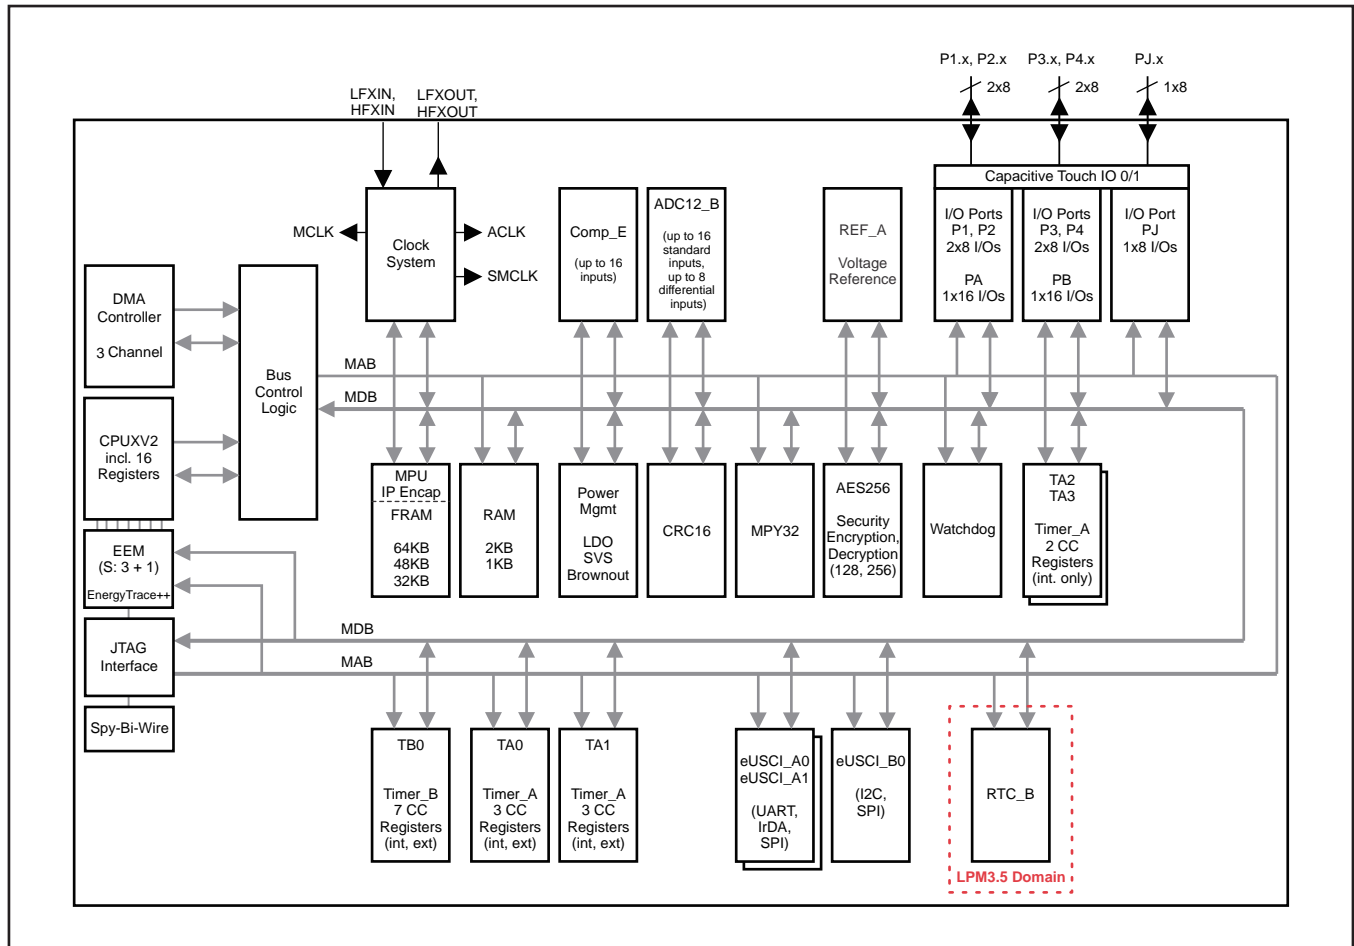 P1.x, P2.x
P3.x, P4.x
PJ.x
2x8
2x8
1x8
LFXIN,
HFXIN
LFXOUT,
HFXOUT
Capacitive Touch IO 0/1
MCLK
Clock
System
ACLK
SMCLK
Comp_E
(up to 16
inputs)
ADC12_B
(up to 16
standard
inputs,
up to 8
differential
inputs)
REF_A
Voltage
Reference
I/O Ports
P1, P2
2x8 I/Os
PA
1x16 I/Os
I/O Ports
P3, P4
2x8 I/Os
PB
1x16 I/Os
I/O Port
PJ
1x8 I/Os
DMA
Controller
3 Channel
Bus
Control
Logic
MAB
MDB
CPUXV2
incl. 16
Registers
MPU
IP Encap
FRAM
64KB
48KB
32KB
RAM
2KB
1KB
Power
Mgmt
LDO
SVS
Brownout
CRC16
MPY32
AES256
Security
Encryption,
Decryption
(128, 256)
Watchdog
TA2
TA3
Timer_A
2 CC
Registers
(int. only)
EEM
(S: 3 + 1)
EnergyTrace++
MDB
JTAG
Interface
MAB
Spy-Bi-Wire
TB0
Timer_B
7 CC
Registers
(int, ext)
TA0
Timer_A
3 CC
Registers
(int, ext)
TA1
Timer_A
3 CC
Registers
(int, ext)
eUSCI_A0
eUSCI_A1
(UART,
IrDA,
SPI)
eUSCI_B0
(I2C,
SPI)
RTC_B
LPM3.5 Domain